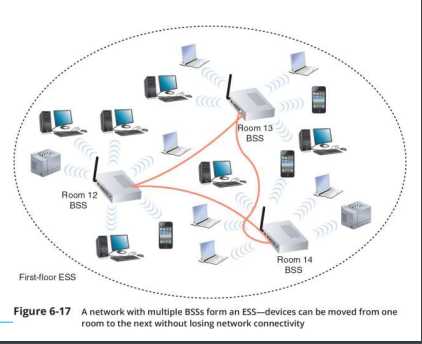 Room 13
BSS
Room 12
BSS
Room 14
BSS
First-floor ESS
Figure 6-17 A network with multiple BSSs form an ESS—devices can be moved from one
room to the next without losing network connectivity